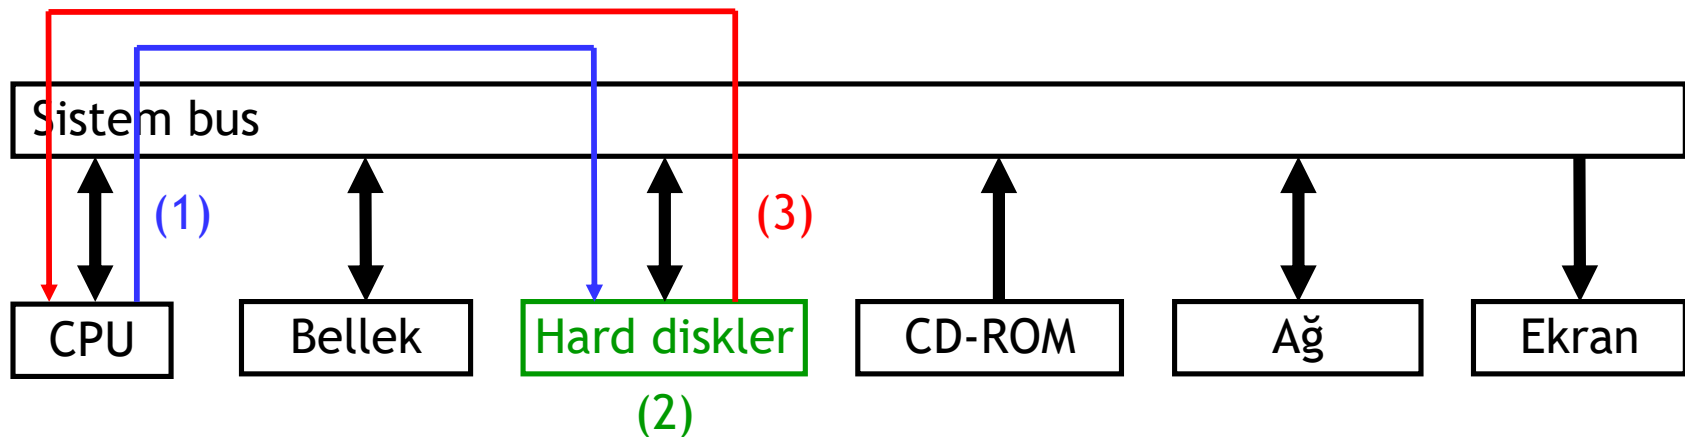 Sistem bus
(1)
(3)
CPU
Bellek
Hard diskler
CD-ROM
Ağ
Ekran
(2)